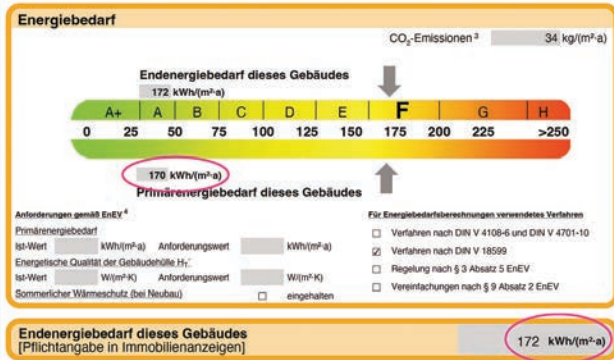 Energiebedarf
CO₂-Emissionen ³ 34 kg/(m²·a)
Endenergiebedarf dieses Gebäudes
172 kWh/(m²·a)
A+ A B C D E F G H
0 25 50 75 100 125 150 175 200 225 >250
170 kWh/(m²·a)
Primärenergiebedarf dieses Gebäudes
Anforderungen gemäß EnEV ⁴
Primärenergiebedarf
Ist-Wert kWh/(m²·a) Anforderungswert kWh/(m²·a)
Energetische Qualität der Gebäudehülle H_T'
Ist-Wert W/(m²·K) Anforderungswert W/(m²·K)
Sommerlicher Wärmeschutz (bei Neubau) eingehalten
Für Energiebedarfsberechnungen verwendetes Verfahren
Verfahren nach DIN V 4108-6 und DIN V 4701-10
Verfahren nach DIN V 18599
Regelung nach § 3 Absatz 5 EnEV
Vereinfachungen nach § 9 Absatz 2 EnEV
Endenergiebedarf dieses Gebäudes
[Pflichtangabe in Immobilienanzeigen]
172 kWh/(m²·a)